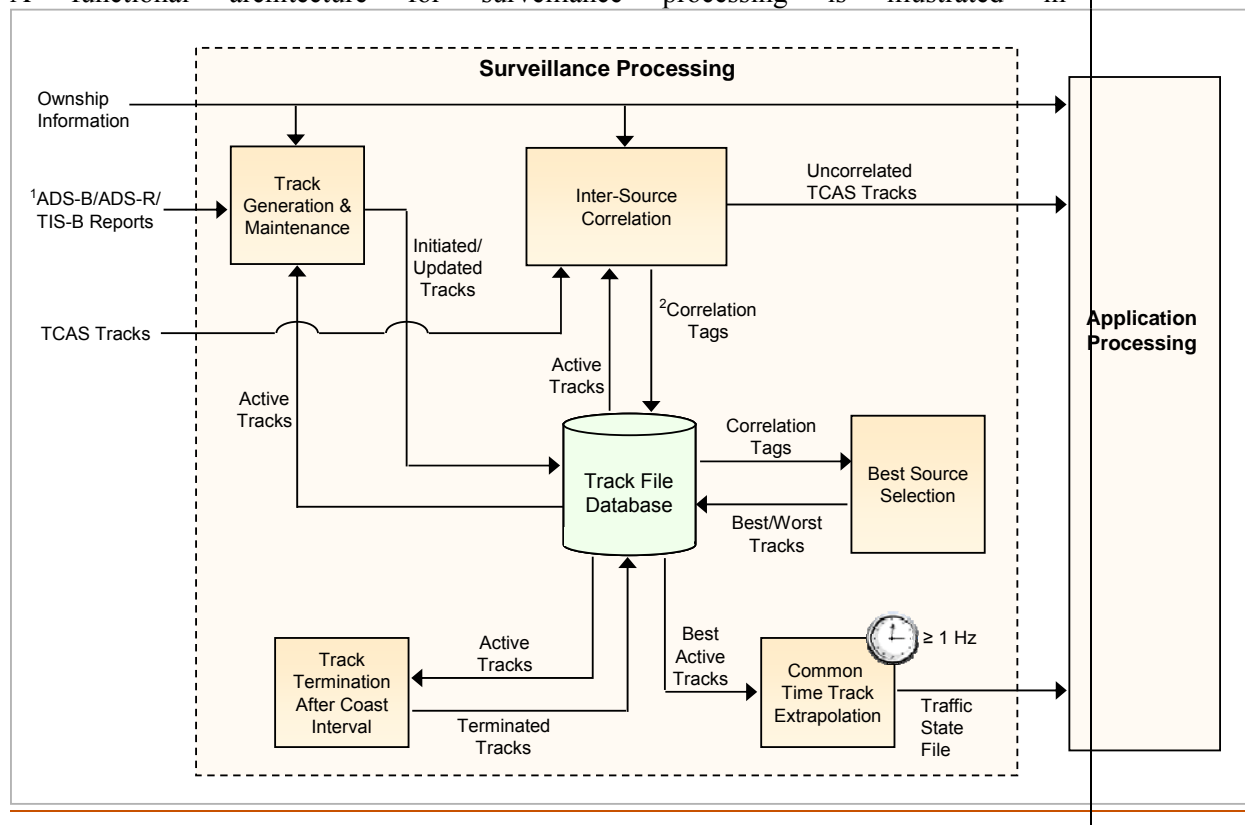 A functional architecture for surveillance processing is illustrated in
Surveillance Processing
Ownship
Information
¹ADS-B/ADS-R/
TIS-B Reports
TCAS Tracks
Track
Generation &
Maintenance
Inter-Source
Correlation
Uncorrelated
TCAS Tracks
Initiated/
Updated
Tracks
²Correlation
Tags
Active
Tracks
Active
Tracks
Application
Processing
Track File
Database
Correlation
Tags
Best/Worst
Tracks
Best Source
Selection
Track
Termination
After Coast
Interval
Active
Tracks
Terminated
Tracks
Best
Active
Tracks
Common
Time Track
Extrapolation
≥ 1 Hz
Traffic
State
File